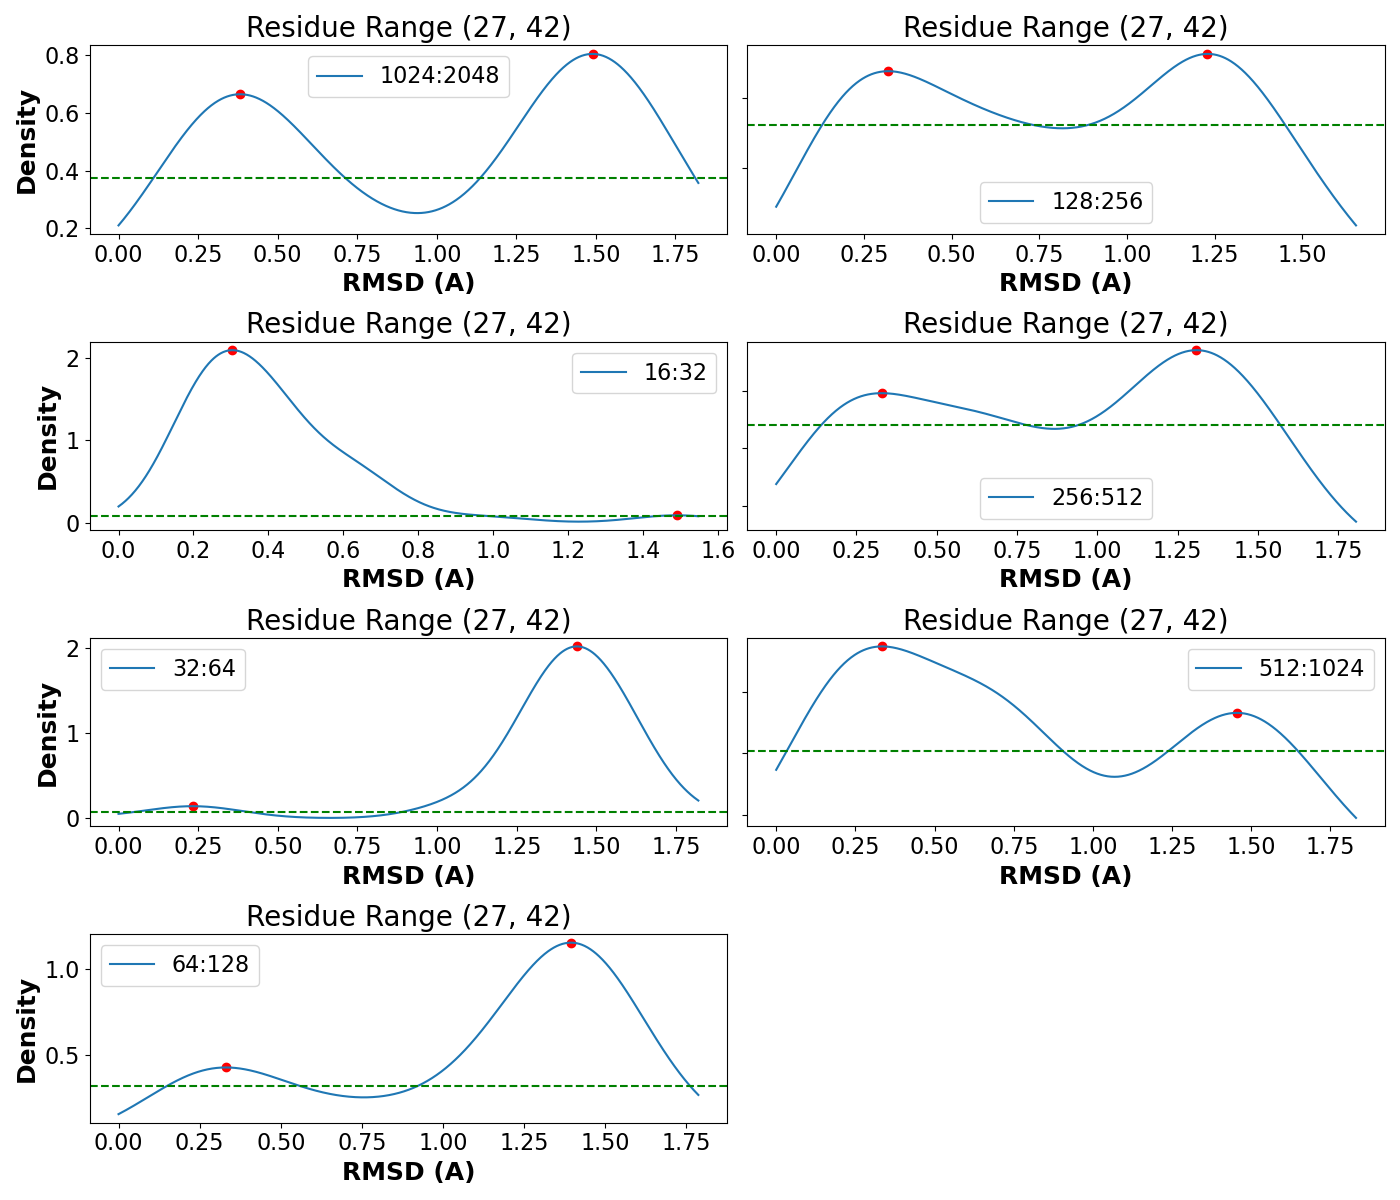 Residue Range (27, 42)
1024:2048
Density
0.8
0.6
0.4
0.2
0.00 0.25 0.50 0.75 1.00 1.25 1.50 1.75
RMSD (A)
Residue Range (27, 42)
128:256
0.00 0.25 0.50 0.75 1.00 1.25 1.50
RMSD (A)
Residue Range (27, 42)
16:32
Density
2
1
0
0.0 0.2 0.4 0.6 0.8 1.0 1.2 1.4 1.6
RMSD (A)
Residue Range (27, 42)
256:512
0.00 0.25 0.50 0.75 1.00 1.25 1.50 1.75
RMSD (A)
Residue Range (27, 42)
32:64
Density
2
1
0
0.00 0.25 0.50 0.75 1.00 1.25 1.50 1.75
RMSD (A)
Residue Range (27, 42)
512:1024
0.00 0.25 0.50 0.75 1.00 1.25 1.50 1.75
RMSD (A)
Residue Range (27, 42)
64:128
Density
1.0
0.5
0.00 0.25 0.50 0.75 1.00 1.25 1.50 1.75
RMSD (A)